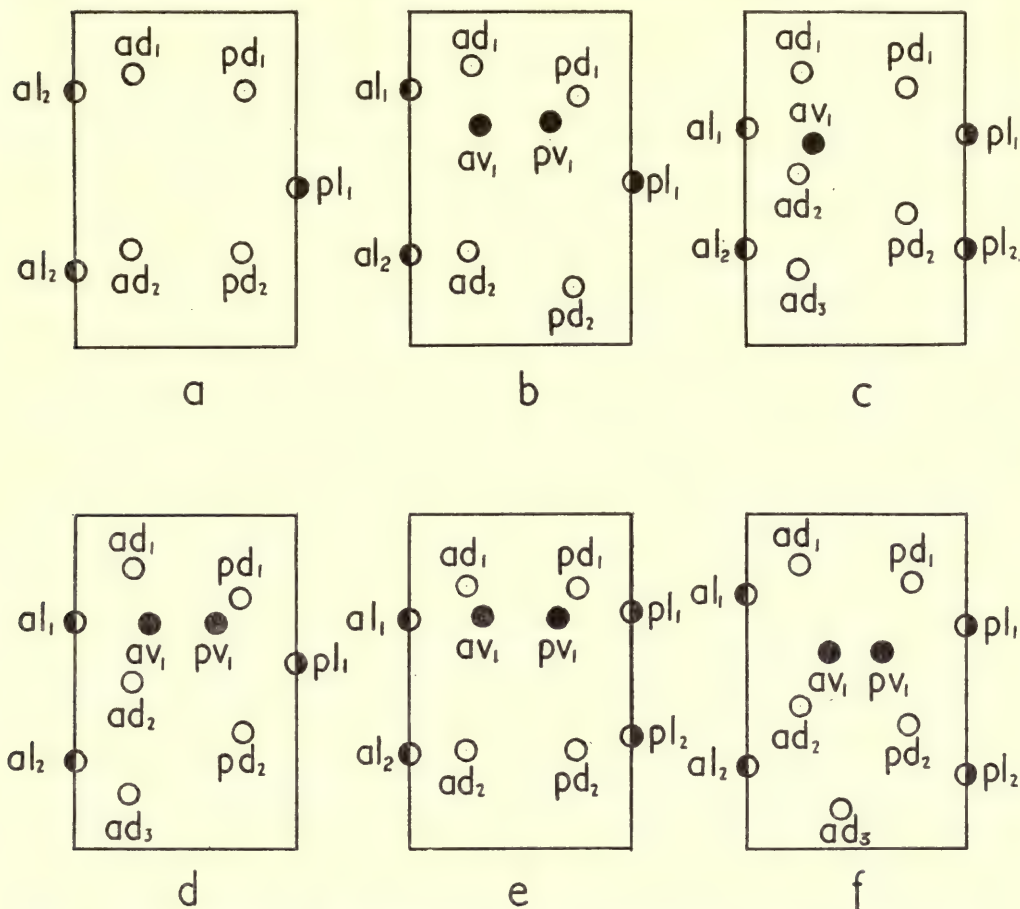 ad₁ pd₁
al₂
pl₁
al₂
ad₂ pd₂
a
ad₁
pd₁
al₁
av₁ pv₁
pl₁
al₂
ad₂
pd₂
b
ad₁
pd₁
av₁
al₁
pl₁
ad₂
al₂
pd₂
pl₂
ad₃
c
ad₁
pd₁
al₁
av₁ pv₁
pl₁
ad₂
al₂
pd₂
ad₃
d
ad₁ pd₁
al₁
pl₁
av₁ pv₁
al₂
pl₂
ad₂ pd₂
e
ad₁
pd₁
al₁
pl₁
av₁ pv₁
ad₂
pd₂
al₂
pl₂
ad₃
f